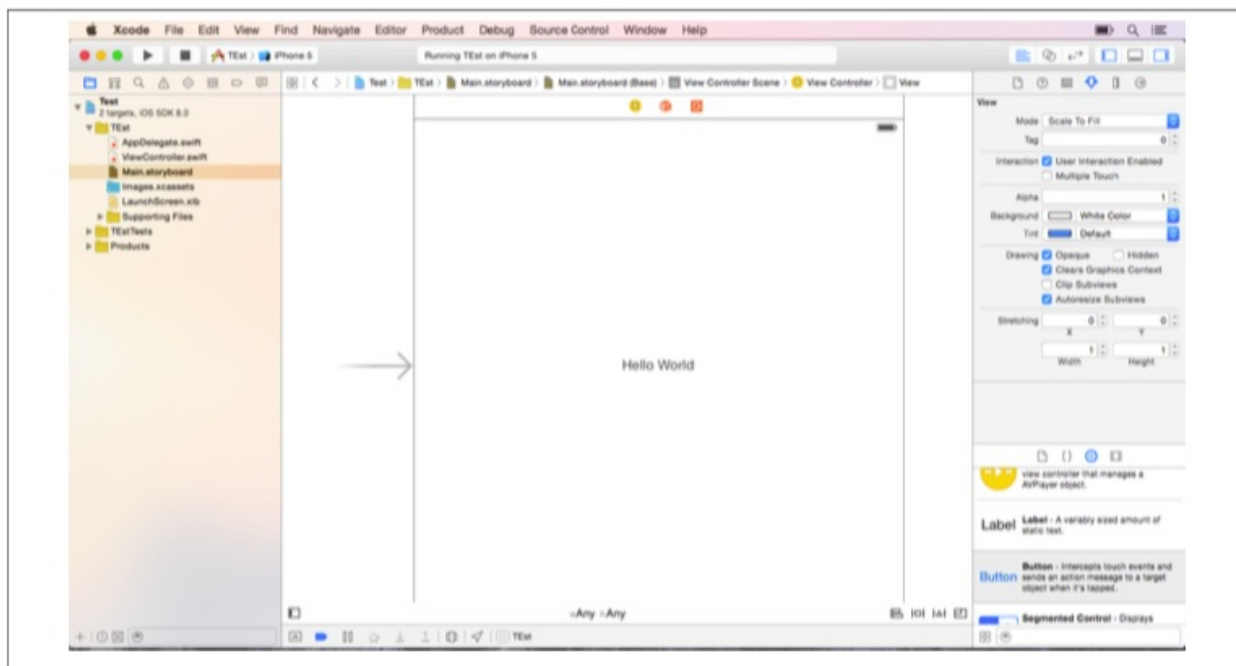 Xcode File Edit View Find Navigate Editor Product Debug Source Control Window Help
TEst iPhone 5
Running TEst on iPhone 5
Test TEst Main.storyboard Main.storyboard (Base) View Controller Scene View Controller View
Test
2 targets, iOS SDK 8.0
TEst
AppDelegate.swift
ViewController.swift
Main.storyboard
Images.xcassets
LaunchScreen.xib
Supporting Files
TEstTests
Products
Hello World
wAny hAny
TEst
View
Mode Scale To Fill
Tag 0
Interaction User Interaction Enabled
Multiple Touch
Alpha 1
Background White Color
Tint Default
Drawing Opaque Hidden
Clears Graphics Context
Clip Subviews
Autoresize Subviews
Stretching 0 0
X Y
1 1
Width Height
view controller that manages a
AVPlayer object.
Label Label - A variably sized amount of
static text.
Button - Intercepts touch events and
Button sends an action message to a target
object when it's tapped.
Segmented Control - Displays